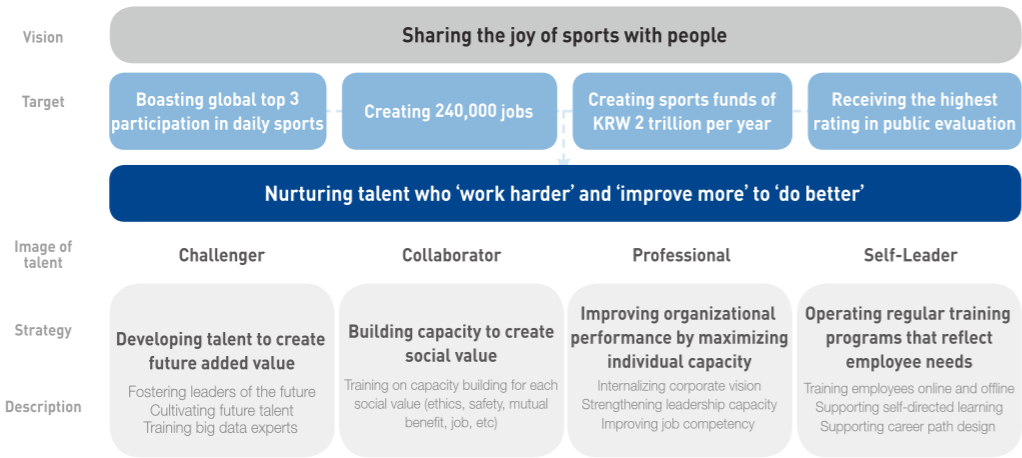 Vision
Sharing the joy of sports with people
Target
Boasting global top 3
participation in daily sports
Creating 240,000 jobs
Creating sports funds of
KRW 2 trillion per year
Receiving the highest
rating in public evaluation
Nurturing talent who ‘work harder’ and ‘improve more’ to ‘do better’
Image of
talent
Challenger
Collaborator
Professional
Self-Leader
Strategy
Developing talent to create
future added value
Building capacity to create
social value
Improving organizational
performance by maximizing
individual capacity
Operating regular training
programs that reflect
employee needs
Description
Fostering leaders of the future
Cultivating future talent
Training big data experts
Training on capacity building for each
social value (ethics, safety, mutual
benefit, job, etc)
Internalizing corporate vision
Strengthening leadership capacity
Improving job competency
Training employees online and offline
Supporting self-directed learning
Supporting career path design